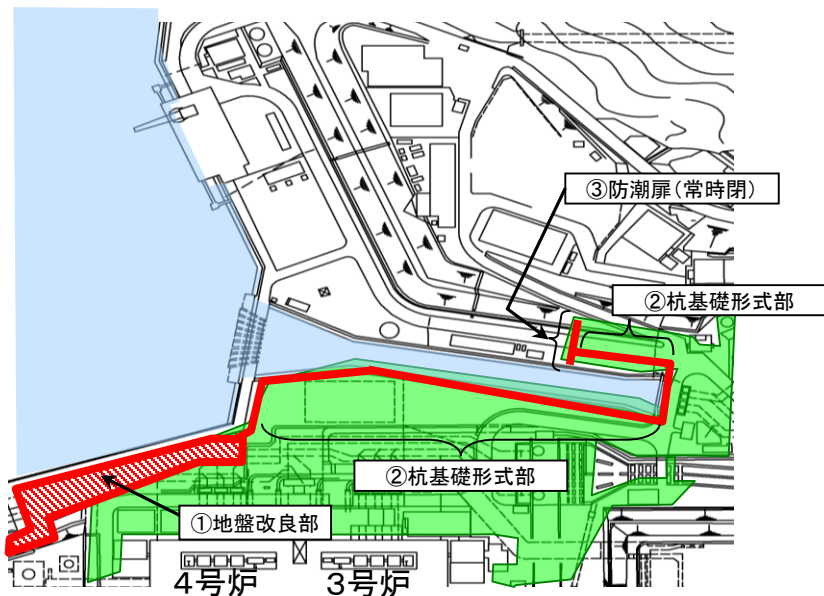 ③防潮扉(常時閉)
②杭基礎形式部
②杭基礎形式部
①地盤改良部
4号炉
3号炉